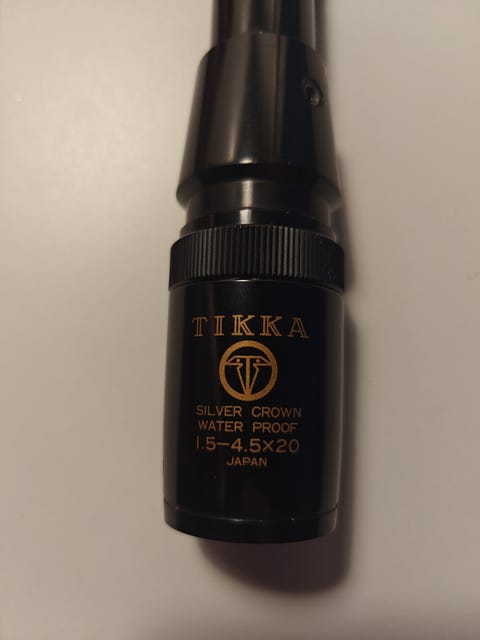 TIKKA
SILVER CROWN
WATER PROOF
1.5–4.5×20
JAPAN